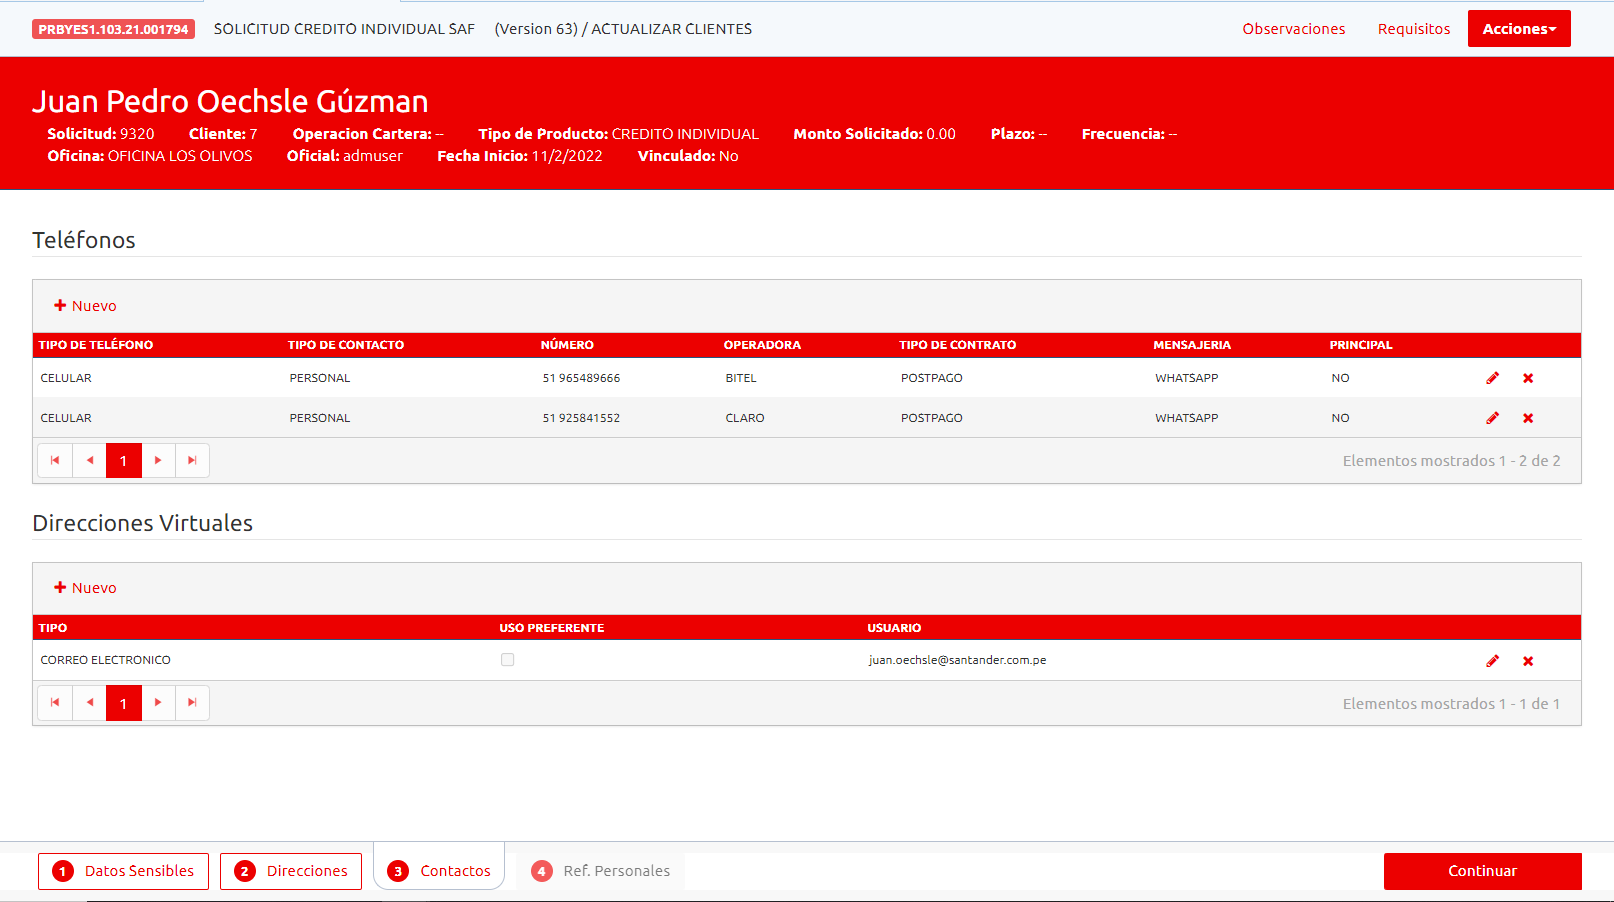 PRBYES1.103.21.001794 SOLICITUD CREDITO INDIVIDUAL SAF (Version 63) / ACTUALIZAR CLIENTES Observaciones Requisitos Acciones
Juan Pedro Oechsle Gúzman
Solicitud: 9320 Cliente: 7 Operacion Cartera: -- Tipo de Producto: CREDITO INDIVIDUAL Monto Solicitado: 0.00 Plazo: -- Frecuencia: --
Oficina: OFICINA LOS OLIVOS Oficial: admuser Fecha Inicio: 11/2/2022 Vinculado: No
Teléfonos
Nuevo
TIPO DE TELÉFONO TIPO DE CONTACTO NÚMERO OPERADORA TIPO DE CONTRATO MENSAJERIA PRINCIPAL
CELULAR PERSONAL 51 965489666 BITEL POSTPAGO WHATSAPP NO
CELULAR PERSONAL 51 925841552 CLARO POSTPAGO WHATSAPP NO
1 Elementos mostrados 1 - 2 de 2
Direcciones Virtuales
Nuevo
TIPO USO PREFERENTE USUARIO
CORREO ELECTRONICO juan.oechsle@santander.com.pe
1 Elementos mostrados 1 - 1 de 1
1 Datos Sensibles 2 Direcciones 3 Contactos 4 Ref. Personales Continuar